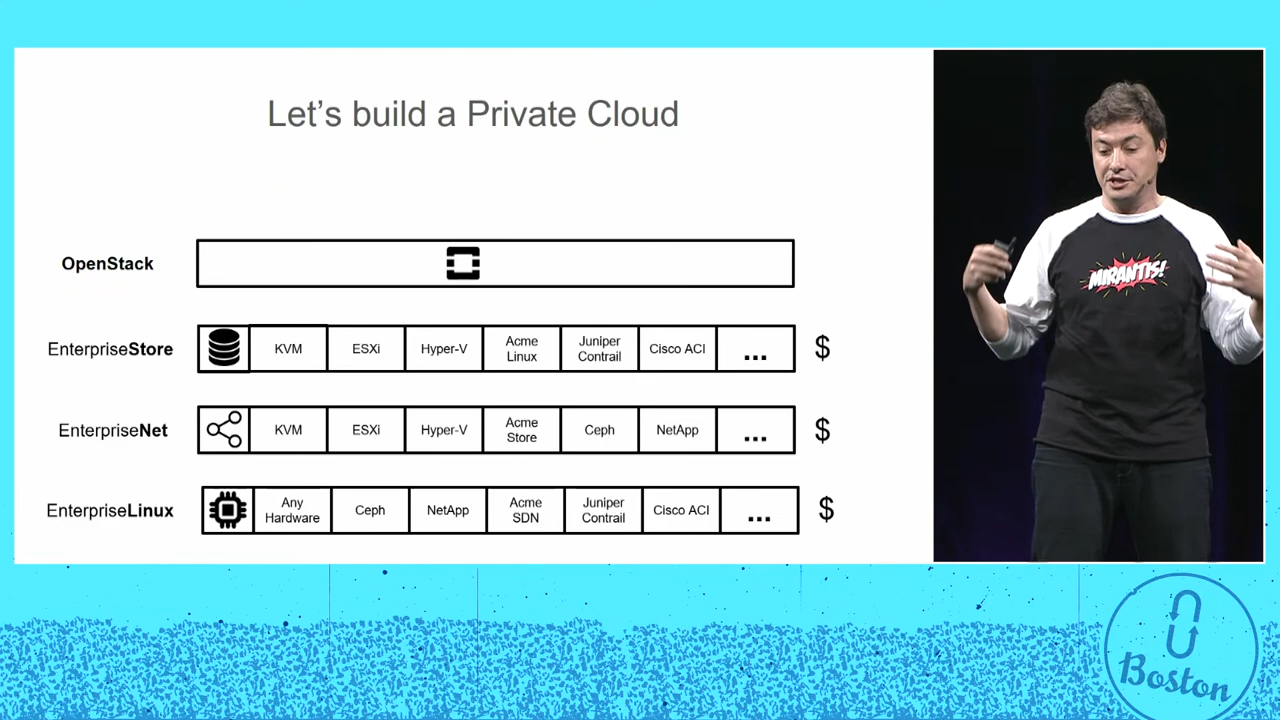 Let's build a Private Cloud
OpenStack
EnterpriseStore
KVM
ESXi
Hyper-V
Acme
Linux
Juniper
Contrail
Cisco ACI
...
$
EnterpriseNet
KVM
ESXi
Hyper-V
Acme
Store
Ceph
NetApp
...
$
EnterpriseLinux
Any
Hardware
Ceph
NetApp
Acme
SDN
Juniper
Contrail
Cisco ACI
...
$
MIRANTIS!
Boston